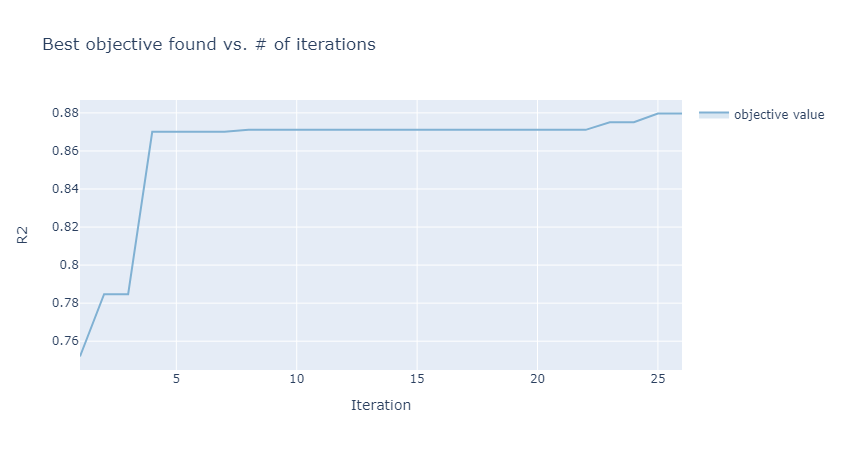 Best objective found vs. # of iterations
0.88
0.86
0.84
0.82
0.8
0.78
0.76
R2
5 10 15 20 25
Iteration
objective value